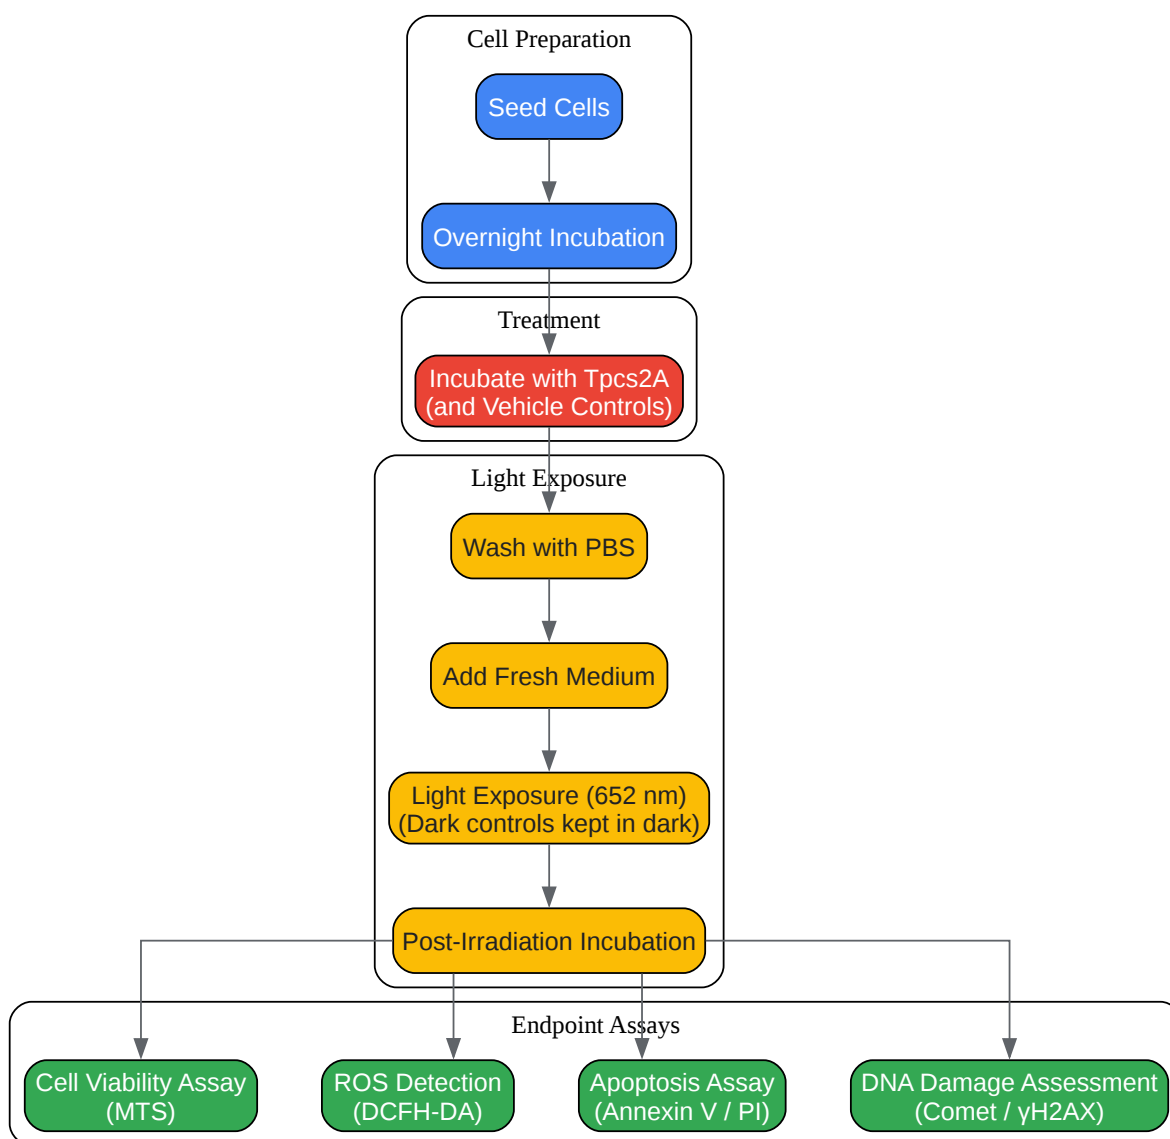 Cell Preparation
Seed Cells
Overnight Incubation
Treatment
Incubate with Tpcs2A
(and Vehicle Controls)
Light Exposure
Wash with PBS
Add Fresh Medium
Light Exposure (652 nm)
(Dark controls kept in dark)
Post-Irradiation Incubation
Endpoint Assays
Cell Viability Assay
(MTS)
ROS Detection
(DCFH-DA)
Apoptosis Assay
(Annexin V / PI)
DNA Damage Assessment
(Comet / γH2AX)